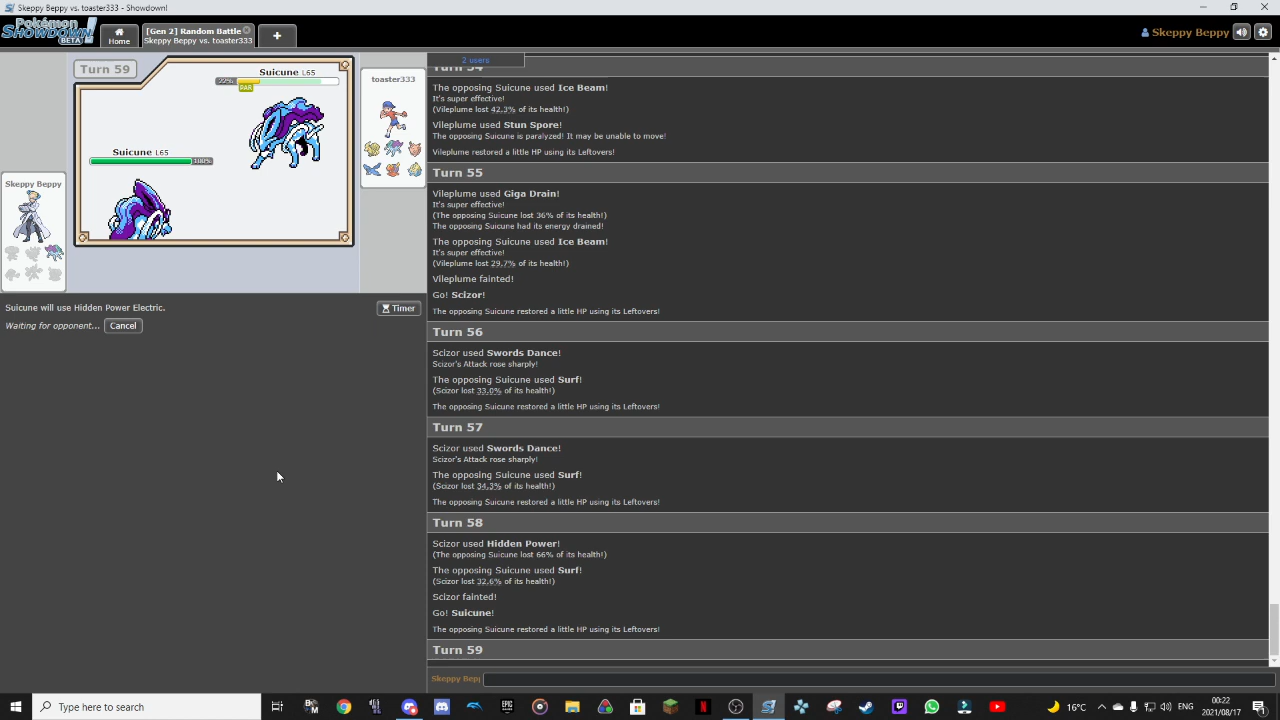 Skeppy Beppy vs. toaster333 - Showdown!
Pokémon
SHOWDOWN!
BETA
Home
[Gen 2] Random Battle
Skeppy Beppy vs. toaster333
Skeppy Beppy
Turn 59
Suicune L65
22%
PAR
Suicune L65
100%
toaster333
Skeppy Beppy
Suicune will use Hidden Power Electric.
Timer
Waiting for opponent...
Cancel
2 users
Turn 54
The opposing Suicune used Ice Beam!
It's super effective!
(Vileplume lost 42.3% of its health!)
Vileplume used Stun Spore!
The opposing Suicune is paralyzed! It may be unable to move!
Vileplume restored a little HP using its Leftovers!
Turn 55
Vileplume used Giga Drain!
It's super effective!
(The opposing Suicune lost 36% of its health!)
The opposing Suicune had its energy drained!
The opposing Suicune used Ice Beam!
It's super effective!
(Vileplume lost 29.7% of its health!)
Vileplume fainted!
Go! Scizor!
The opposing Suicune restored a little HP using its Leftovers!
Turn 56
Scizor used Swords Dance!
Scizor's Attack rose sharply!
The opposing Suicune used Surf!
(Scizor lost 33.0% of its health!)
The opposing Suicune restored a little HP using its Leftovers!
Turn 57
Scizor used Swords Dance!
Scizor's Attack rose sharply!
The opposing Suicune used Surf!
(Scizor lost 34.3% of its health!)
The opposing Suicune restored a little HP using its Leftovers!
Turn 58
Scizor used Hidden Power!
(The opposing Suicune lost 66% of its health!)
The opposing Suicune used Surf!
(Scizor lost 32.6% of its health!)
Scizor fainted!
Go! Suicune!
The opposing Suicune restored a little HP using its Leftovers!
Turn 59
Skeppy Bepp
Type here to search
16°C
ENG
00:22
2021/08/17